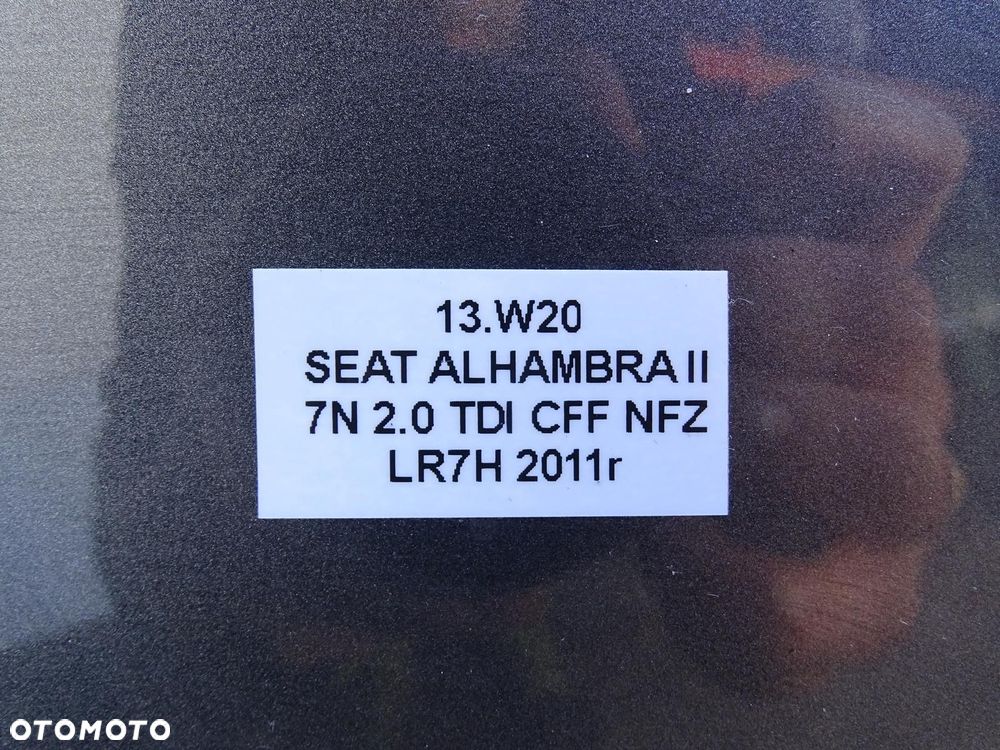 13.W20
SEAT ALHAMBRA II
7N 2.0 TDI CFF NFZ
LR7H 2011r
OTOMOTO